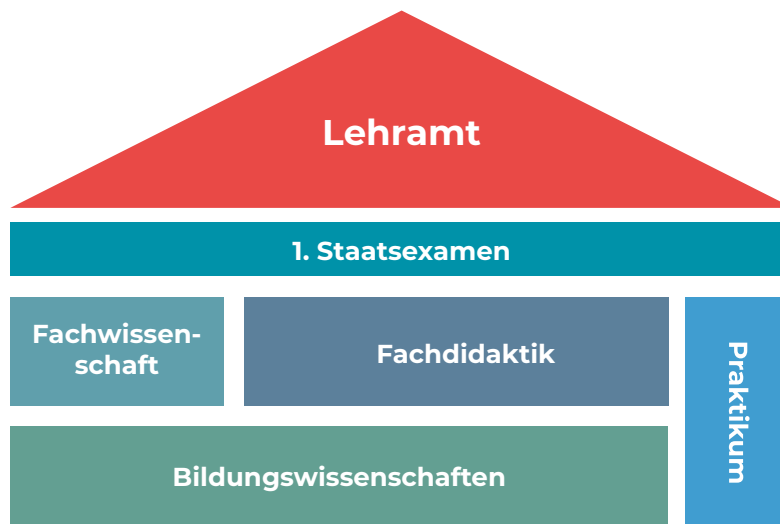 Lehramt
1. Staatsexamen
Fachwissen-
schaft
Fachdidaktik
Praktikum
Bildungswissenschaften